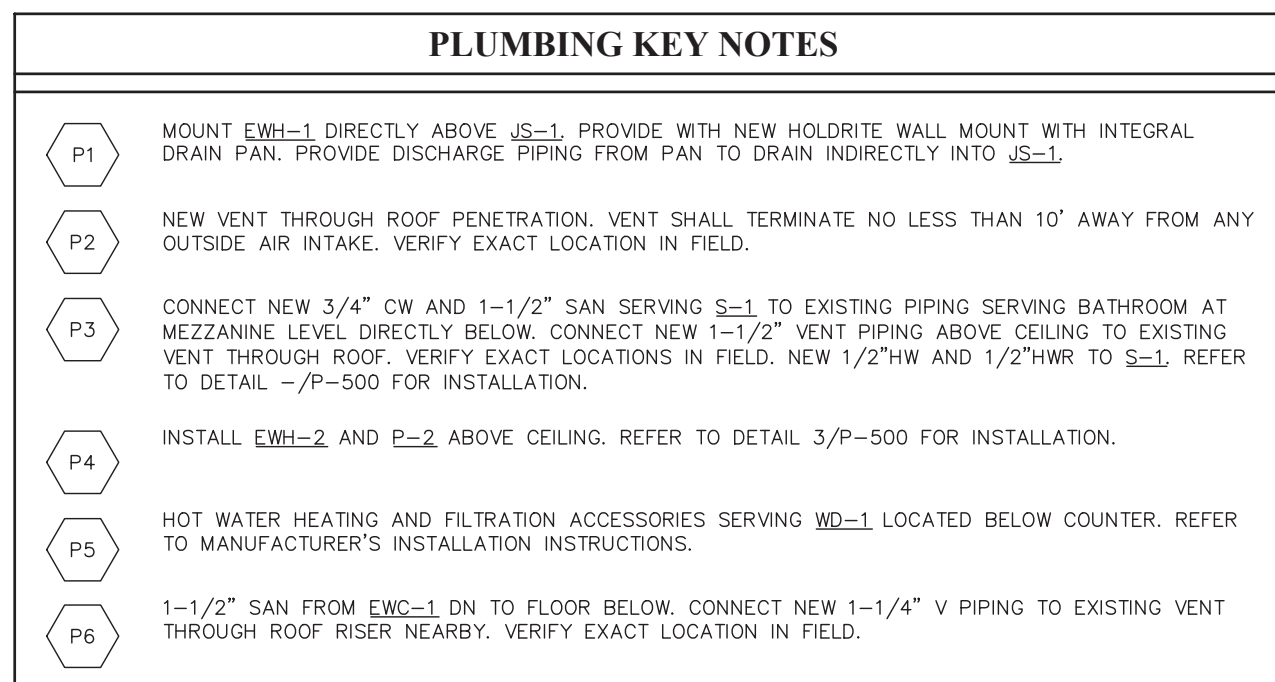 PLUMBING KEY NOTES
P1
MOUNT EWH-1 DIRECTLY ABOVE JS-1. PROVIDE WITH NEW HOLDRITE WALL MOUNT WITH INTEGRAL
DRAIN PAN. PROVIDE DISCHARGE PIPING FROM PAN TO DRAIN INDIRECTLY INTO JS-1.
P2
NEW VENT THROUGH ROOF PENETRATION. VENT SHALL TERMINATE NO LESS THAN 10' AWAY FROM ANY
OUTSIDE AIR INTAKE. VERIFY EXACT LOCATION IN FIELD.
P3
CONNECT NEW 3/4" CW AND 1-1/2" SAN SERVING S-1 TO EXISTING PIPING SERVING BATHROOM AT
MEZZANINE LEVEL DIRECTLY BELOW. CONNECT NEW 1-1/2" VENT PIPING ABOVE CEILING TO EXISTING
VENT THROUGH ROOF. VERIFY EXACT LOCATIONS IN FIELD. NEW 1/2"HW AND 1/2"HWR TO S-1. REFER
TO DETAIL -/P-500 FOR INSTALLATION.
P4
INSTALL EWH-2 AND P-2 ABOVE CEILING. REFER TO DETAIL 3/P-500 FOR INSTALLATION.
P5
HOT WATER HEATING AND FILTRATION ACCESSORIES SERVING WD-1 LOCATED BELOW COUNTER. REFER
TO MANUFACTURER'S INSTALLATION INSTRUCTIONS.
P6
1-1/2" SAN FROM EWC-1 DN TO FLOOR BELOW. CONNECT NEW 1-1/4" V PIPING TO EXISTING VENT
THROUGH ROOF RISER NEARBY. VERIFY EXACT LOCATION IN FIELD.